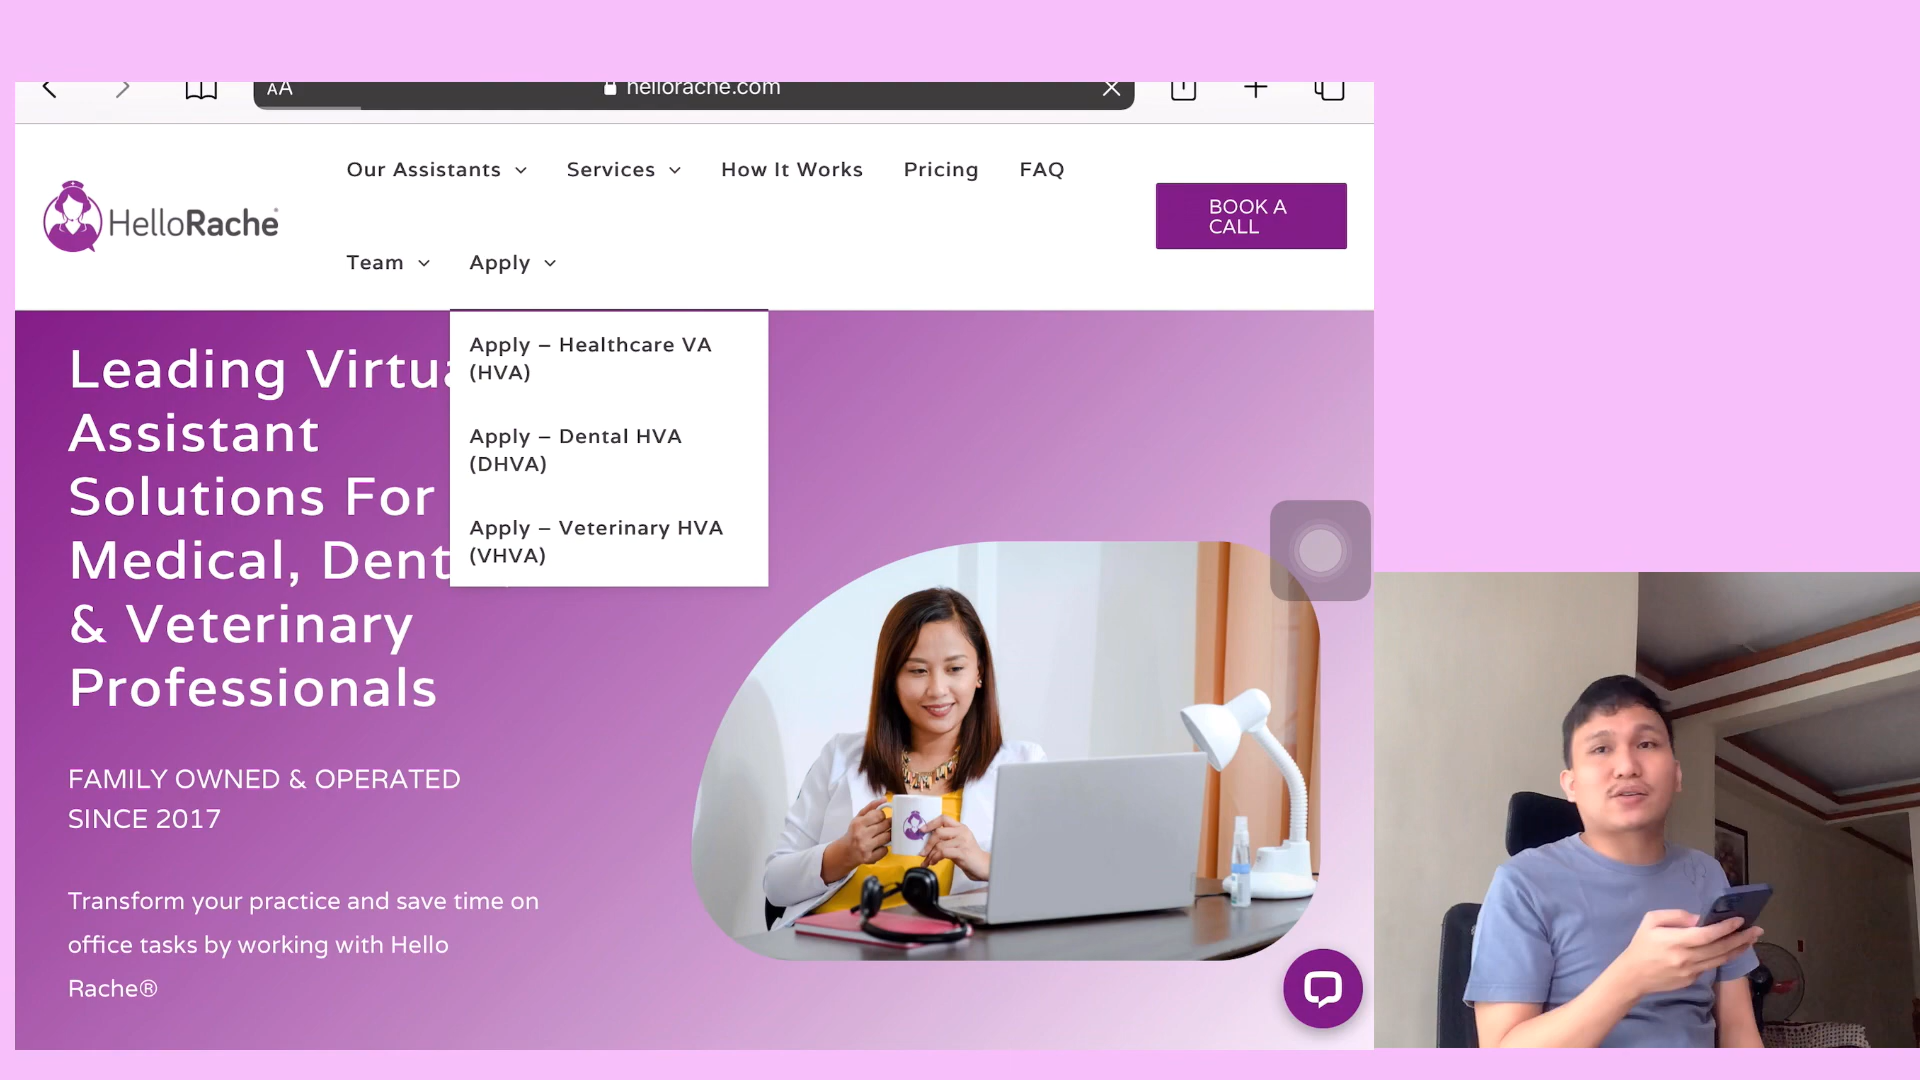 AA
hellorache.com
Our Assistants
Services
How It Works
Pricing
FAQ
HelloRache
BOOK A
CALL
Team
Apply
Apply – Healthcare VA
(HVA)
Apply – Dental HVA
(DHVA)
Apply – Veterinary HVA
(VHVA)
Leading Virtua
Assistant
Solutions For
Medical, Dent
& Veterinary
Professionals
FAMILY OWNED & OPERATED
SINCE 2017
Transform your practice and save time on
office tasks by working with Hello
Rache®